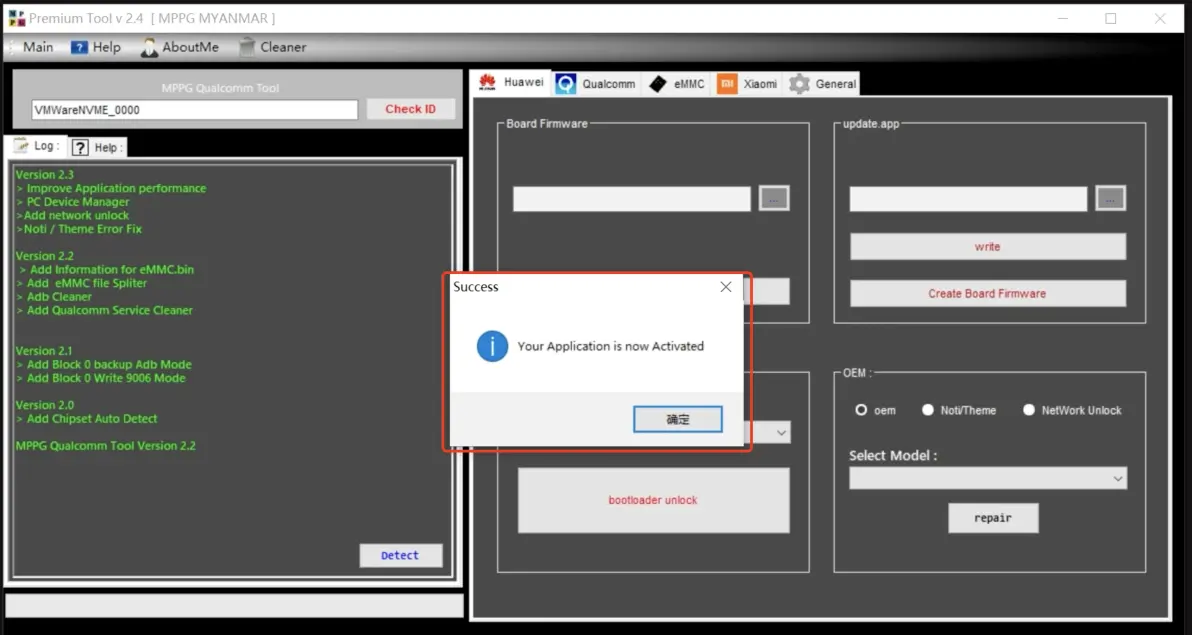 Premium Tool v 2.4 [ MPPG MYANMAR ]
Main Help AboutMe Cleaner
MPPG Qualcomm Tool
VMWareNVME_0000
Check ID
Log :
Help :
Version 2.3
> Improve Application performance
> PC Device Manager
>Add network unlock
>Noti / Theme Error Fix
Version 2.2
> Add Information for eMMC.bin
> Add eMMC file Spliter
> Adb Cleaner
> Add Qualcomm Service Cleaner
Version 2.1
> Add Block 0 backup Adb Mode
> Add Block 0 Write 9006 Mode
Version 2.0
> Add Chipset Auto Detect
MPPG Qualcomm Tool Version 2.2
Detect
Huawei Qualcomm eMMC Xiaomi General
Board Firmware
...
update.app
...
write
Create Board Firmware
Success
Your Application is now Activated
确定
bootloader unlock
OEM :
oem Noti/Theme NetWork Unlock
Select Model :
repair